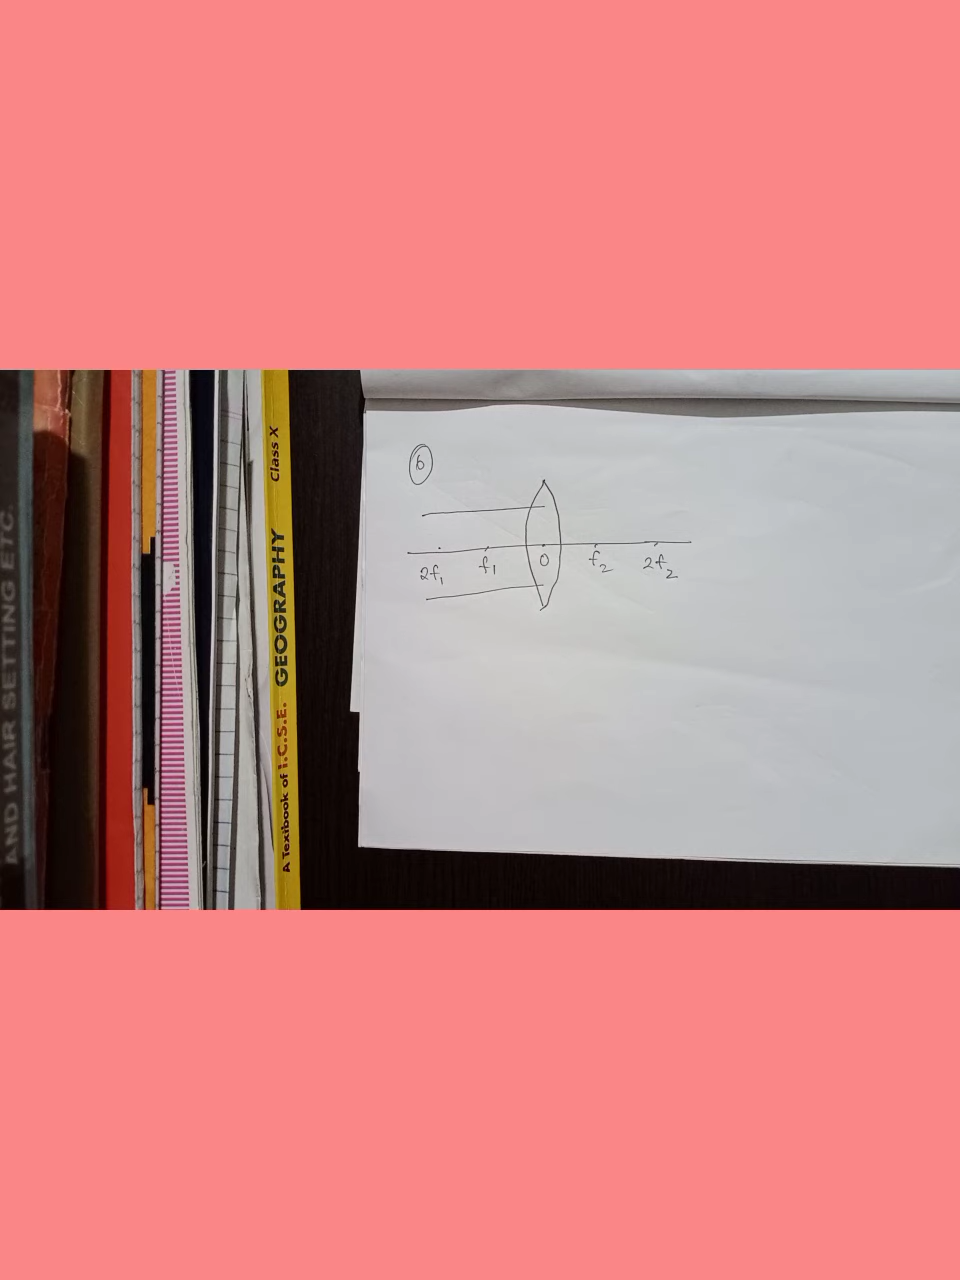 AND HAIR SETTING ETC.
A Textbook of I.C.S.E. GEOGRAPHY Class X
6
2f₁ f₁ O f₂ 2f₂